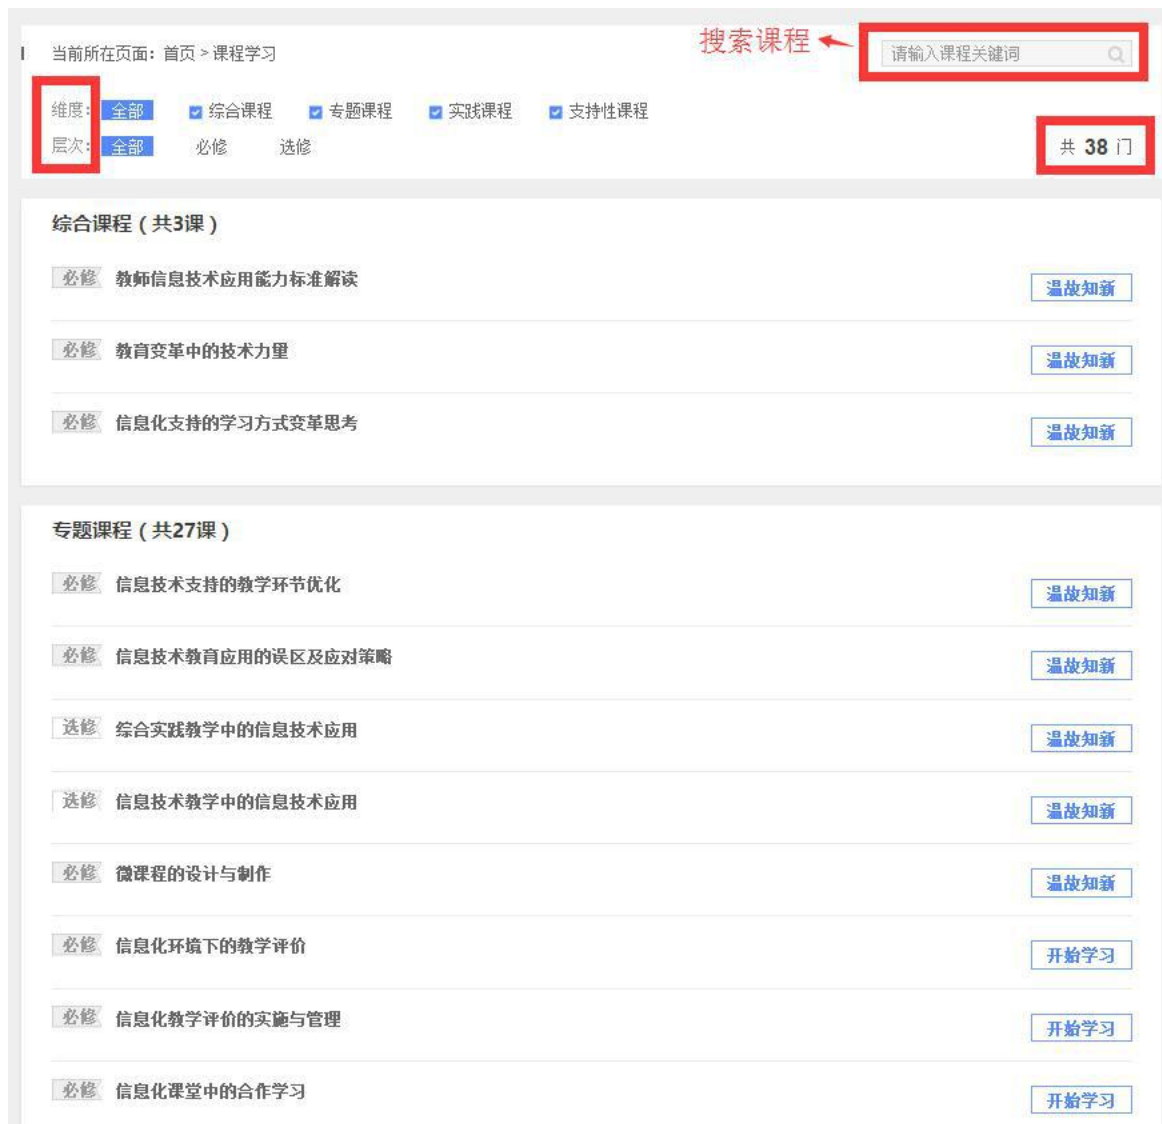 搜索课程
当前所在页面：首页 > 课程学习
请输入课程关键词
维度： 全部 综合课程 专题课程 实践课程 支持性课程
层次： 全部 必修 选修
共 38 门
综合课程（共3课）
必修 教师信息技术应用能力标准解读 温故知新
必修 教育变革中的技术力量 温故知新
必修 信息化支持的学习方式变革思考 温故知新
专题课程（共27课）
必修 信息技术支持的教学环节优化 温故知新
必修 信息技术教育应用的误区及应对策略 温故知新
选修 综合实践教学中的信息技术应用 温故知新
选修 信息技术教学中的信息技术应用 温故知新
必修 微课程的设计与制作 温故知新
必修 信息化环境下的教学评价 开始学习
必修 信息化教学评价的实施与管理 开始学习
必修 信息化课堂中的合作学习 开始学习